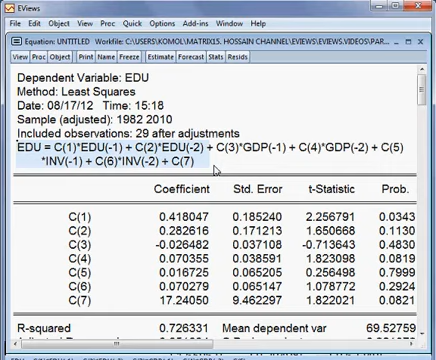 EViews
File Edit Object View Proc Quick Options Add-ins Window Help
Equation: UNTITLED Workfile: C:\USERS\KOMOL\MATRIX15. HOSSAIN CHANNEL\EVIEWS\EVIEWS.VIDEOS\PAR...
View Proc Object Print Name Freeze Estimate Forecast Stats Resids
Dependent Variable: EDU
Method: Least Squares
Date: 08/17/12 Time: 15:18
Sample (adjusted): 1982 2010
Included observations: 29 after adjustments
EDU = C(1)*EDU(-1) + C(2)*EDU(-2) + C(3)*GDP(-1) + C(4)*GDP(-2) + C(5)
*INV(-1) + C(6)*INV(-2) + C(7)
Coefficient Std. Error t-Statistic Prob.
C(1) 0.418047 0.185240 2.256791 0.0343
C(2) 0.282616 0.171213 1.650668 0.1130
C(3) -0.026482 0.037108 -0.713643 0.4830
C(4) 0.070355 0.038591 1.823098 0.0819
C(5) 0.016725 0.065205 0.256498 0.7999
C(6) 0.070279 0.065157 1.078772 0.2924
C(7) 17.24050 9.462297 1.822021 0.0821
R-squared 0.726331 Mean dependent var 69.52759